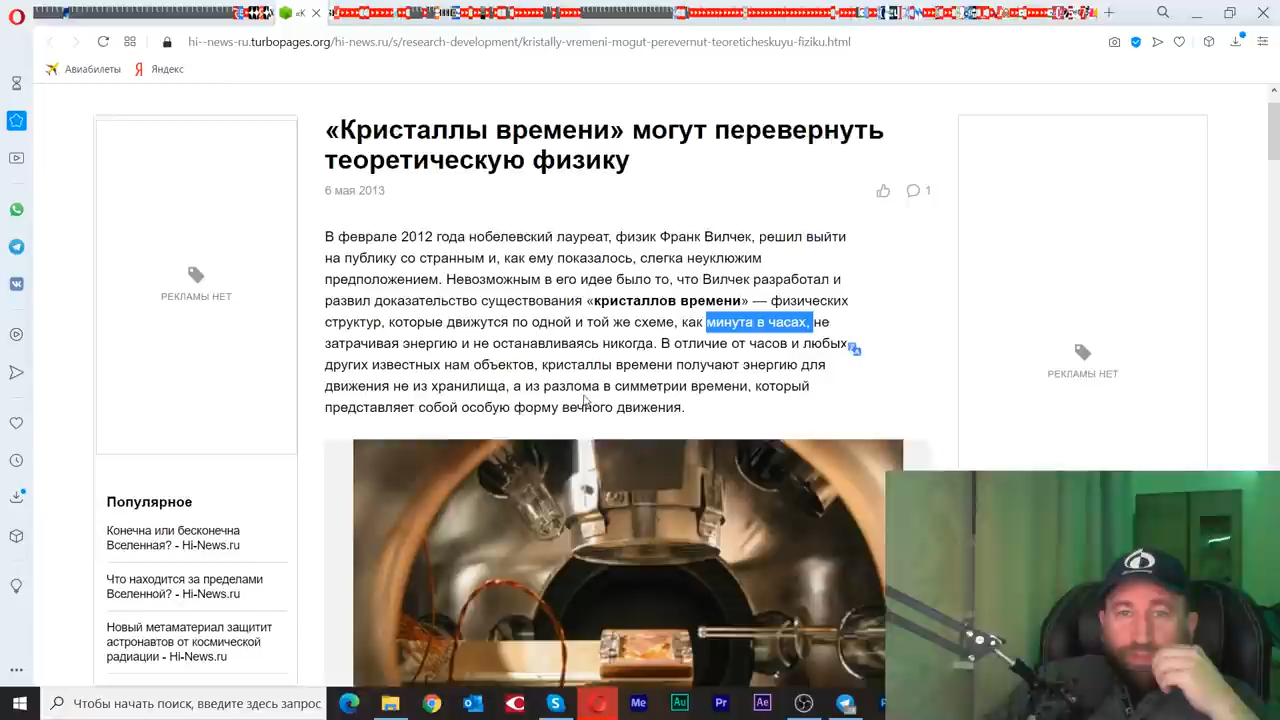 «К
hi--news-ru.turbopages.org/hi-news.ru/s/research-development/kristally-vremeni-mogut-perevernut-teoreticheskuyu-fiziku.html
Авиабилеты
Яндекс
«Кристаллы времени» могут перевернуть
теоретическую физику
6 мая 2013
1
В феврале 2012 года нобелевский лауреат, физик Франк Вилчек, решил выйти
на публику со странным и, как ему показалось, слегка неуклюжим
предположением. Невозможным в его идее было то, что Вилчек разработал и
развил доказательство существования «кристаллов времени» — физических
структур, которые движутся по одной и той же схеме, как минута в часах, не
затрачивая энергию и не останавливаясь никогда. В отличие от часов и любых
других известных нам объектов, кристаллы времени получают энергию для
движения не из хранилища, а из разлома в симметрии времени, который
представляет собой особую форму вечного движения.
РЕКЛАМЫ НЕТ
РЕКЛАМЫ НЕТ
Популярное
Конечна или бесконечна
Вселенная? - Hi-News.ru
Что находится за пределами
Вселенной? - Hi-News.ru
Новый метаматериал защитит
астронавтов от космической
радиации - Hi-News.ru
Чтобы начать поиск, введите здесь запрос
Me
Au
Pr
Ae